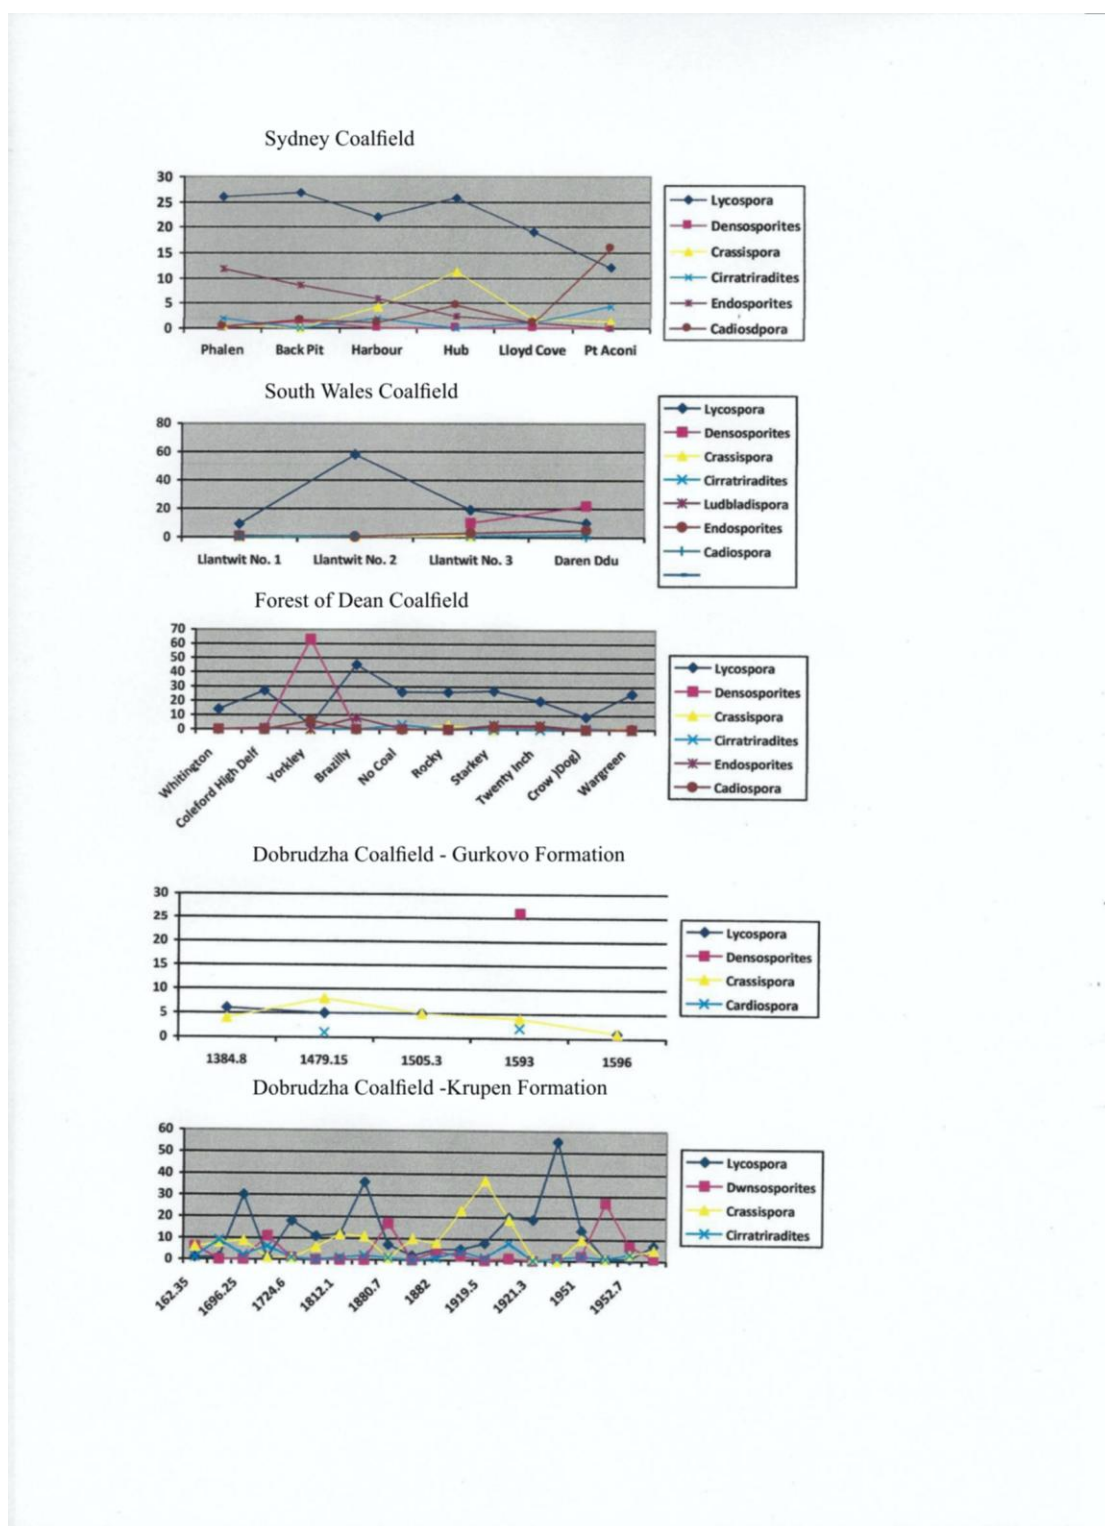 Sydney Coalfield
30
25
20
15
10
5
0
Phalen Back Pit Harbour Hub Lloyd Cove Pt Aconi
Lycospora
Densosporites
Crassispora
Cirratriradites
Endosporites
Cadiosdpora
South Wales Coalfield
80
60
40
20
0
Llantwit No. 1 Llantwit No. 2 Llantwit No. 3 Daren Ddu
Lycospora
Densosporites
Crassispora
Cirratriradites
Ludbladispora
Endosporites
Cadiospora
Forest of Dean Coalfield
70
60
50
40
30
20
10
0
Whitington Coleford High Delf Yorkley Brazilly No Coal Rocky Starkey Twenty Inch Crow )Dog) Wargreen
Lycospora
Densosporites
Crassispora
Cirratriradites
Endosporites
Cadiospora
Dobrudzha Coalfield - Gurkovo Formation
30
25
20
15
10
5
0
1384.8 1479.15 1505.3 1593 1596
Lycospora
Densosporites
Crassispora
Cardiospora
Dobrudzha Coalfield -Krupen Formation
60
50
40
30
20
10
0
162.35 1696.25 1724.6 1812.1 1880.7 1882 1919.5 1921.3 1951 1952.7
Lycospora
Dwnsosporites
Crassispora
Cirratriradites